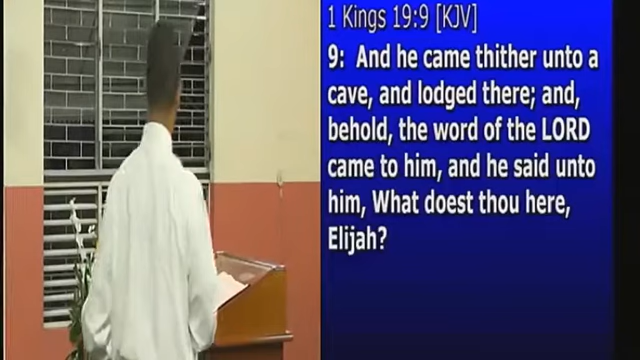 1 Kings 19:9 [KJV]
9:  And he came thither unto a
cave, and lodged there; and,
behold, the word of the LORD
came to him, and he said unto
him, What doest thou here,
Elijah?